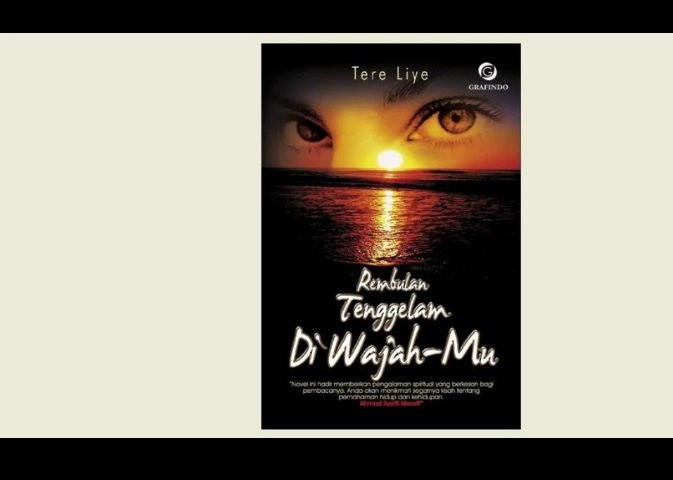 Tere Liye
G
GRAFINDO
Rembulan
Tenggelam
Di Wajah-Mu
"Novel ini hadir memberikan pengalaman spiritual yang berkesan bagi
pembacanya. Anda akan menikmati segarnya kisah tentang
pemahaman hidup dan kehidupan.
Ahmad Syafii Maarif"